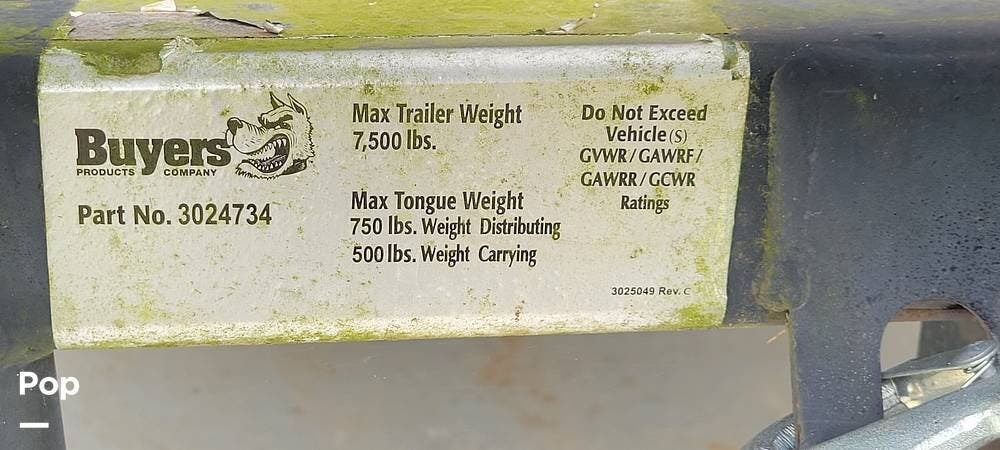 Buyers
PRODUCTS COMPANY
Part No. 3024734
Max Trailer Weight
7,500 lbs.
Max Tongue Weight
750 lbs. Weight Distributing
500 lbs. Weight Carrying
Do Not Exceed
Vehicle (S)
GVWR / GAWRF /
GAWRR / GCWR
Ratings
3025049 Rev. C
Pop